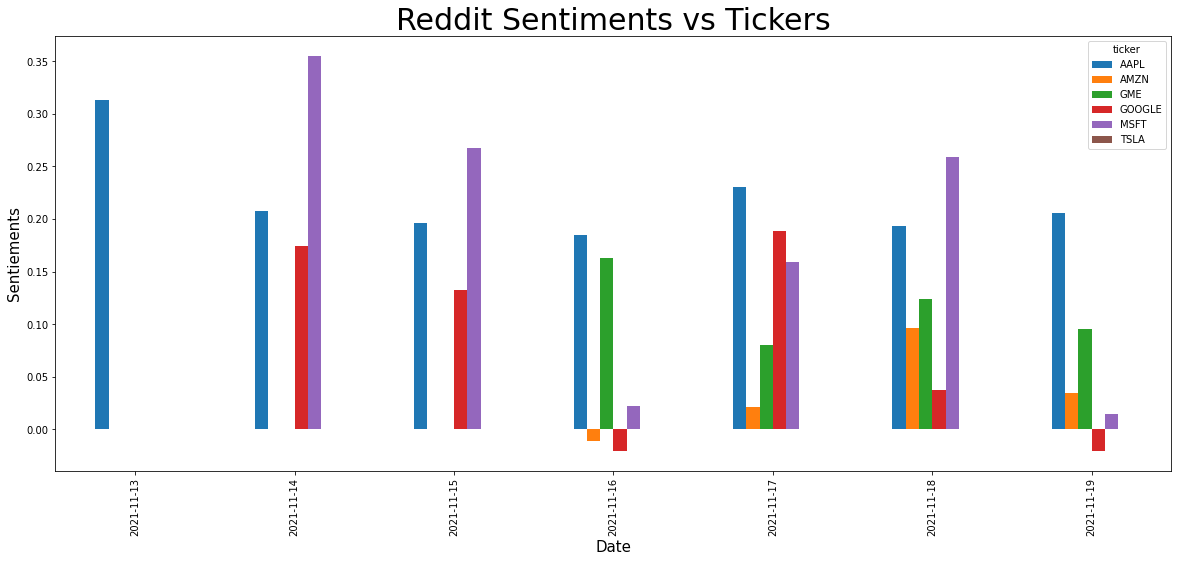 Reddit Sentiments vs Tickers
ticker
AAPL
AMZN
GME
GOOGLE
MSFT
TSLA
0.35
0.30
0.25
0.20
0.15
0.10
0.05
0.00
Sentiements
2021-11-13
2021-11-14
2021-11-15
2021-11-16
2021-11-17
2021-11-18
2021-11-19
Date